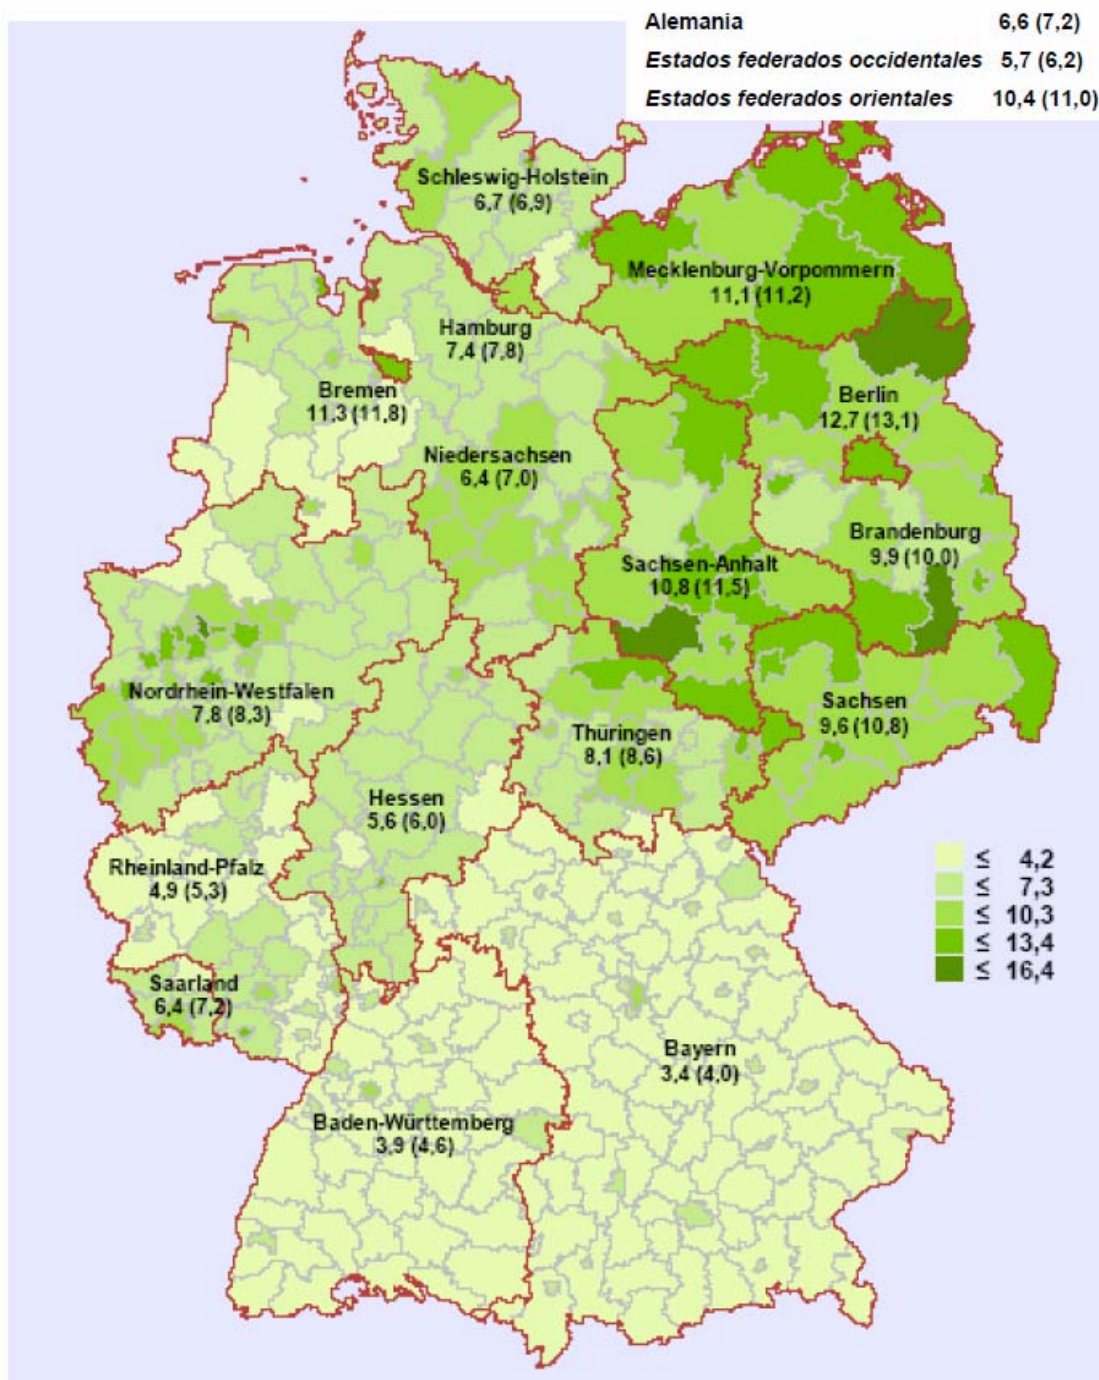 Alemania 6,6 (7,2)
Estados federados occidentales 5,7 (6,2)
Estados federados orientales 10,4 (11,0)
Schleswig-Holstein
6,7 (6,9)
Mecklenburg-Vorpommern
11,1 (11,2)
Hamburg
7,4 (7,8)
Bremen
11,3 (11,8)
Berlin
12,7 (13,1)
Niedersachsen
6,4 (7,0)
Brandenburg
9,9 (10,0)
Sachsen-Anhalt
10,8 (11,5)
Nordrhein-Westfalen
7,8 (8,3)
Sachsen
9,6 (10,8)
Thüringen
8,1 (8,6)
Hessen
5,6 (6,0)
Rheinland-Pfalz
4,9 (5,3)
≤ 4,2
≤ 7,3
≤ 10,3
≤ 13,4
≤ 16,4
Saarland
6,4 (7,2)
Bayern
3,4 (4,0)
Baden-Württemberg
3,9 (4,6)